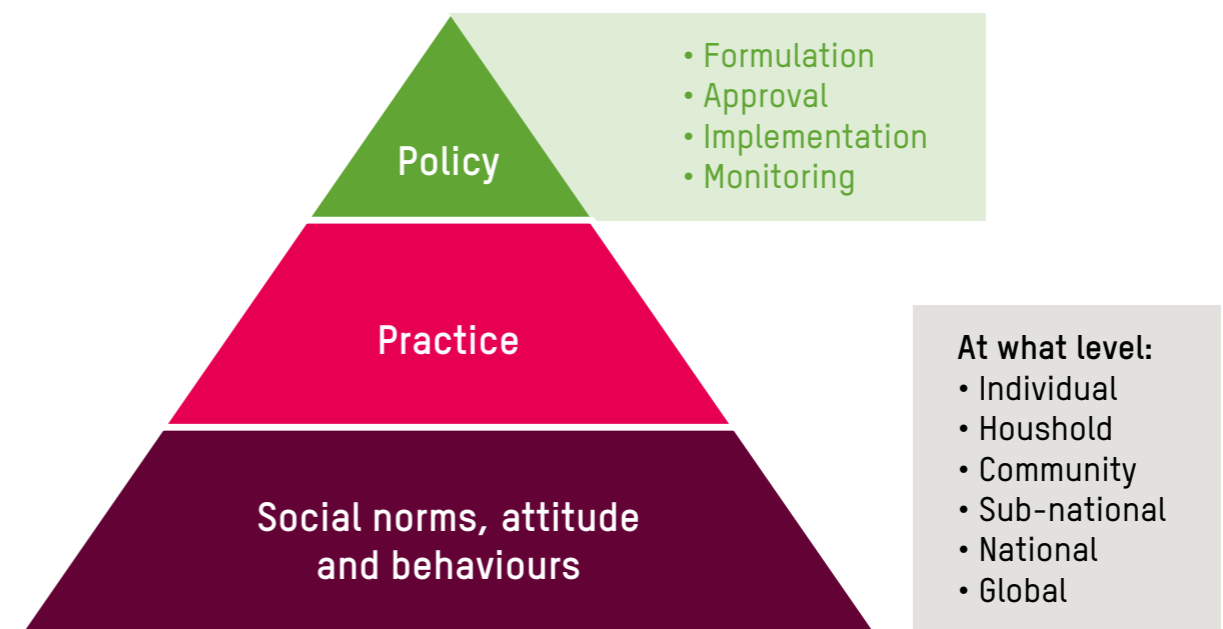 Policy
• Formulation
• Approval
• Implementation
• Monitoring
Practice
Social norms, attitude
and behaviours
At what level:
• Individual
• Houshold
• Community
• Sub-national
• National
• Global